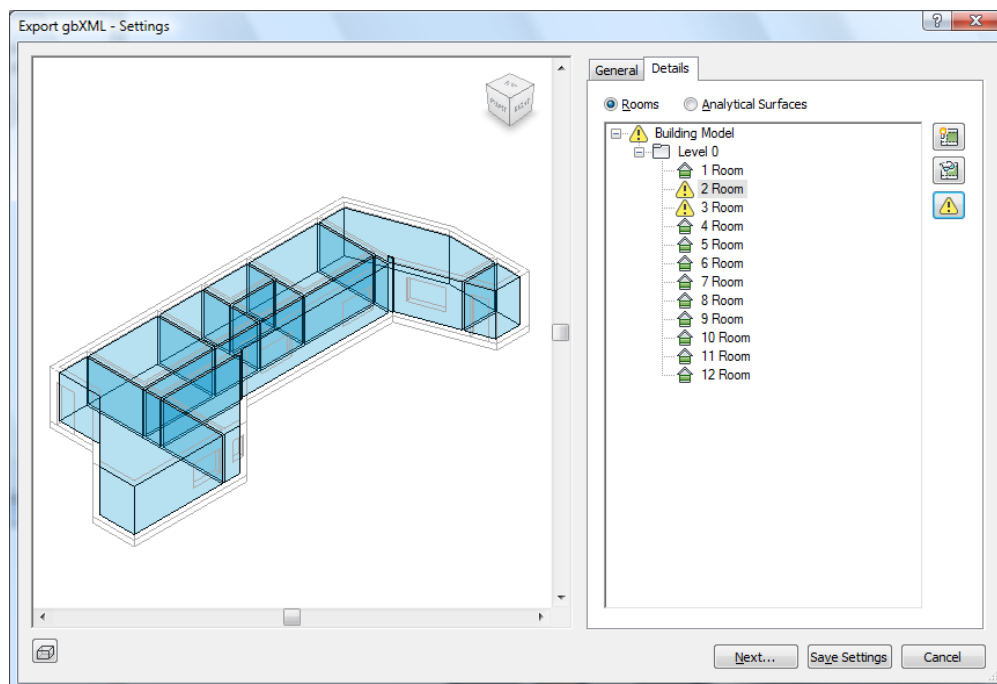 Export gbXML - Settings
General
Details
Rooms
Analytical Surfaces
Building Model
Level 0
1 Room
2 Room
3 Room
4 Room
5 Room
6 Room
7 Room
8 Room
9 Room
10 Room
11 Room
12 Room
Next...
Save Settings
Cancel